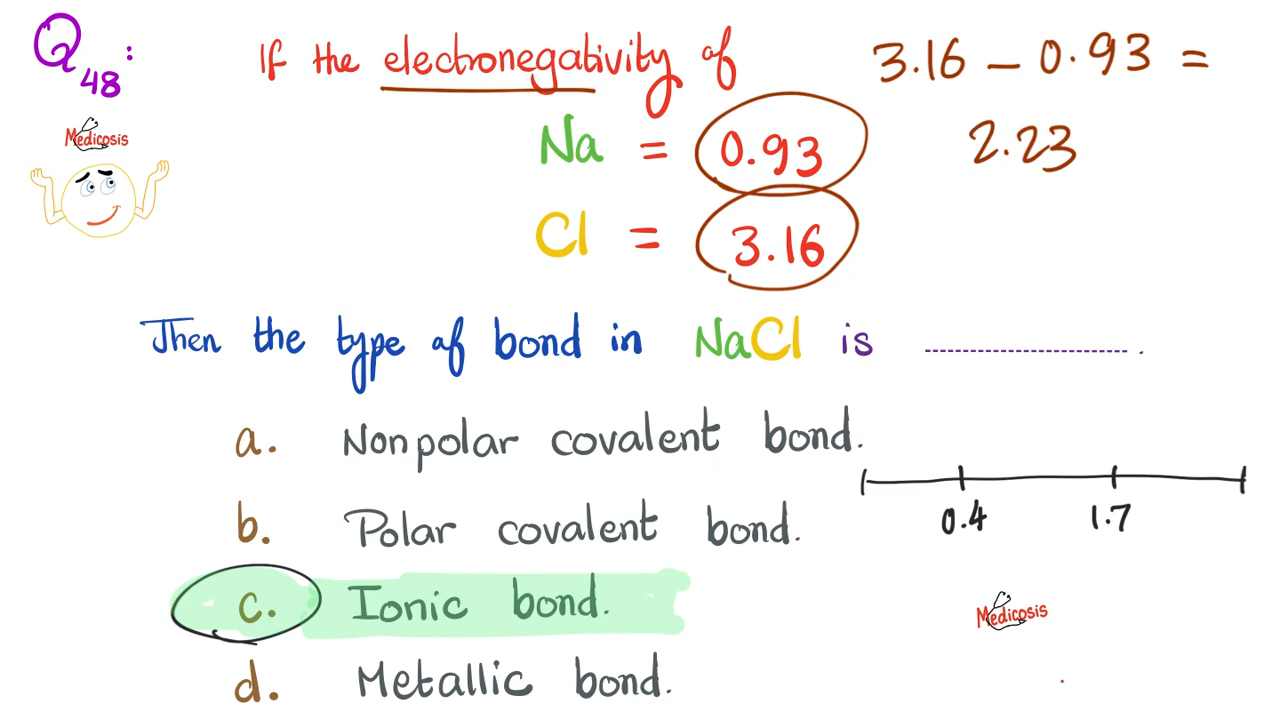 Q48:
If the electronegativity of
3.16 – 0.93 =
2.23
Medicosis
Na = 0.93
Cl = 3.16
Then the type of bond in NaCl is ........................ .
a. Nonpolar covalent bond.
b. Polar covalent bond.
0.4 1.7
c. Ionic bond.
Medicosis
d. Metallic bond.